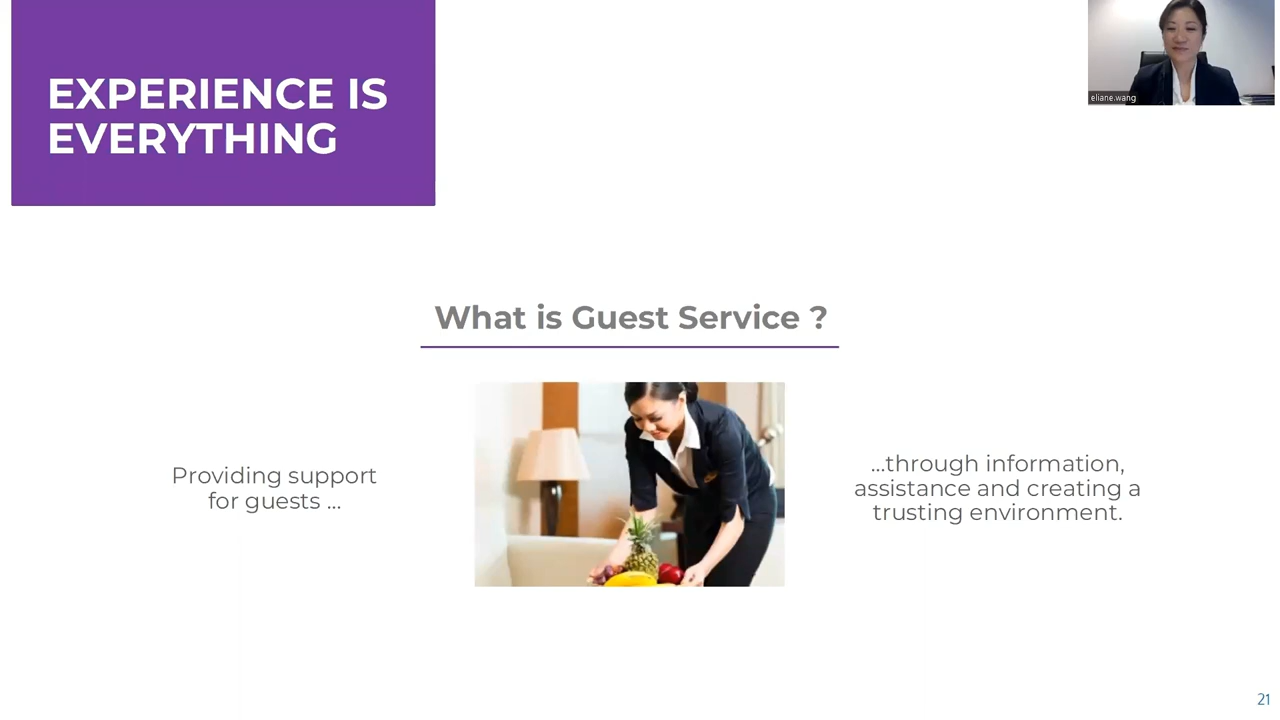 EXPERIENCE IS
EVERYTHING
eliane.wang
What is Guest Service ?
Providing support
for guests ...
...through information,
assistance and creating a
trusting environment.
21